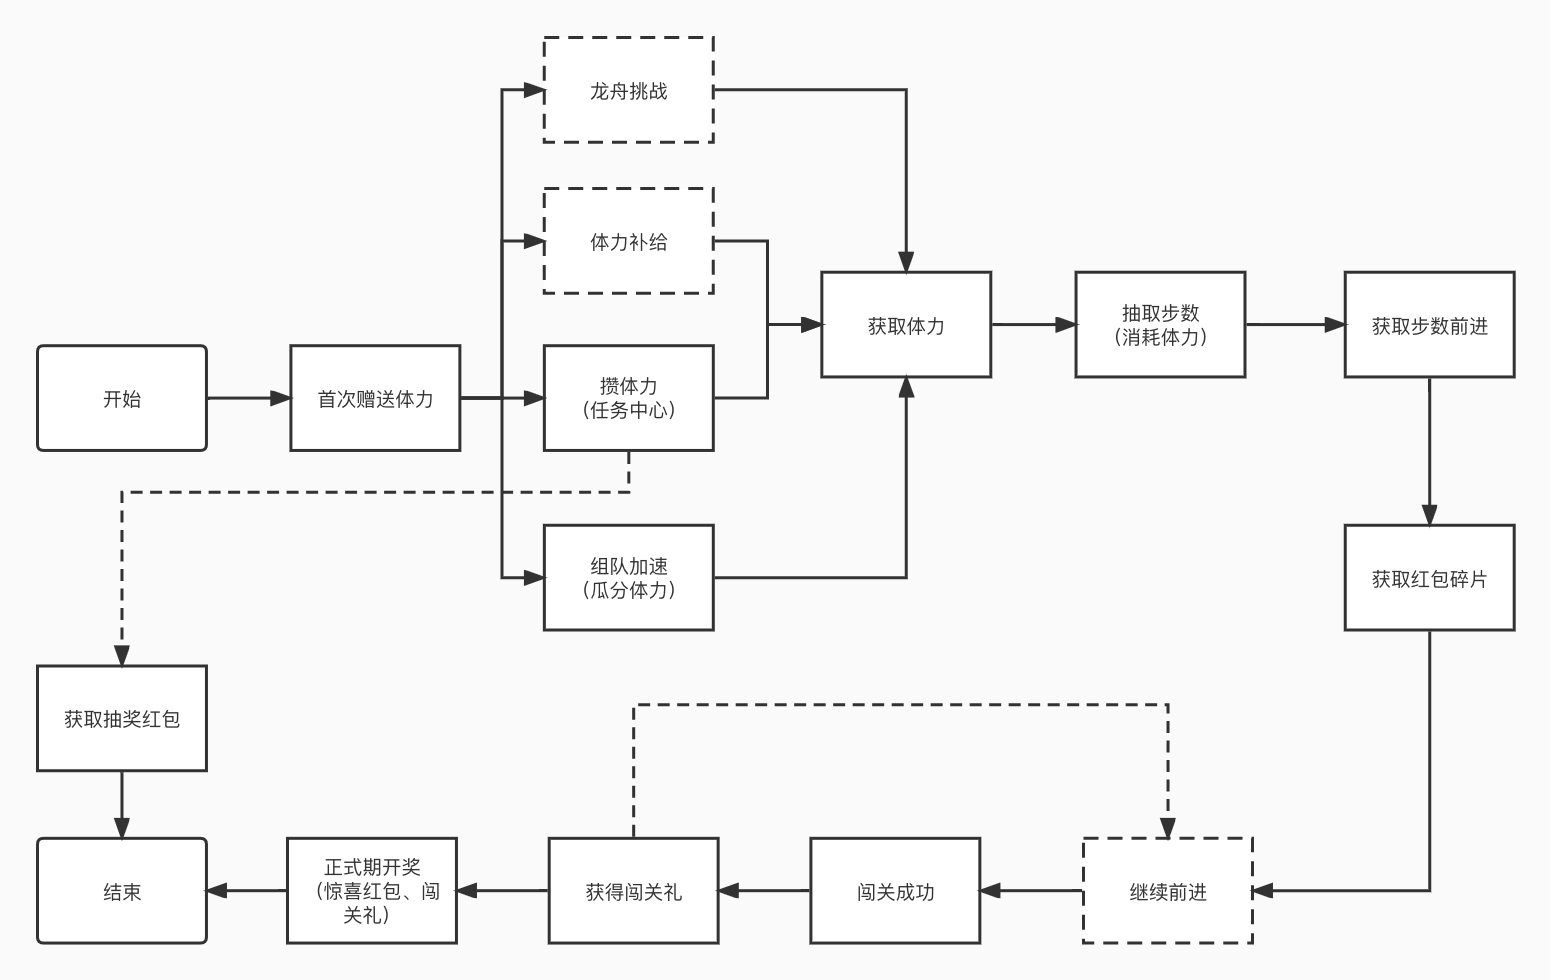 龙舟挑战
体力补给
获取体力
抽取步数
(消耗体力)
获取步数前进
开始
首次赠送体力
攒体力
(任务中心)
组队加速
(瓜分体力)
获取红包碎片
获取抽奖红包
结束
正式期开奖
(惊喜红包、闯
关礼)
获得闯关礼
闯关成功
继续前进